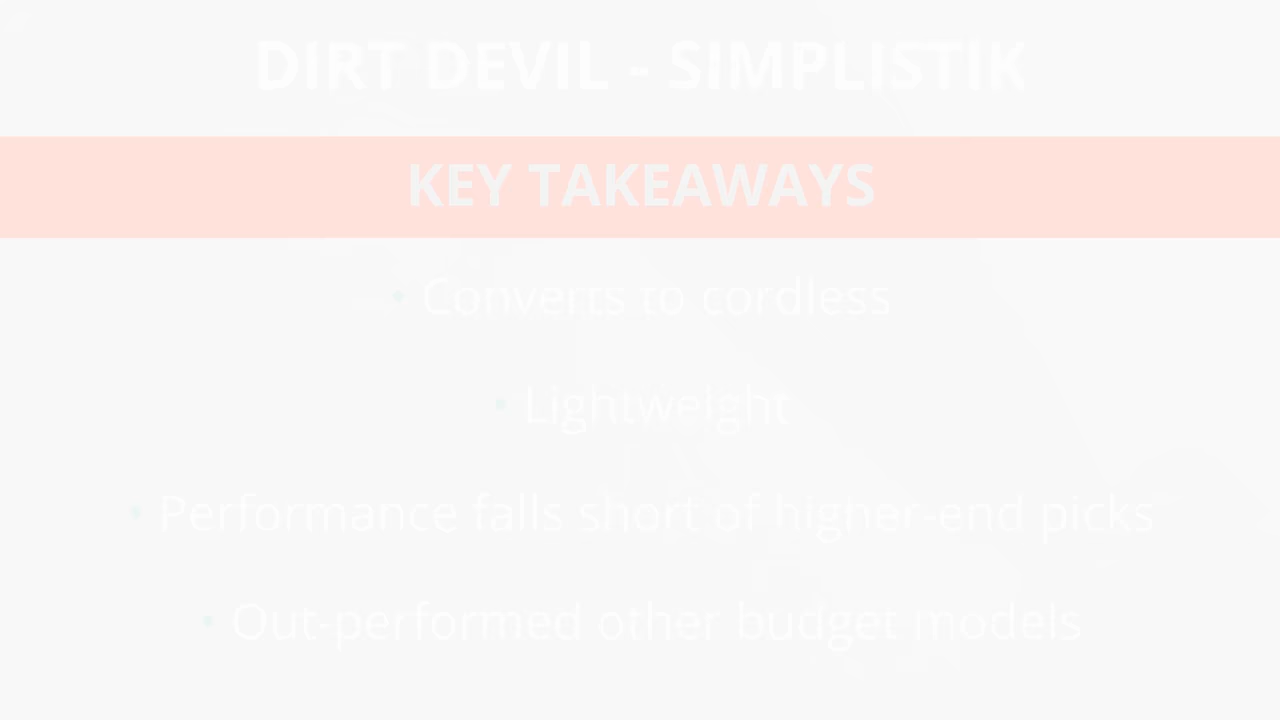 DIRT DEVIL - SIMPLISTIK
KEY TAKEAWAYS
• Converts to cordless
• Lightweight
• Performance falls short of higher-end picks
• Out-performed other budget models